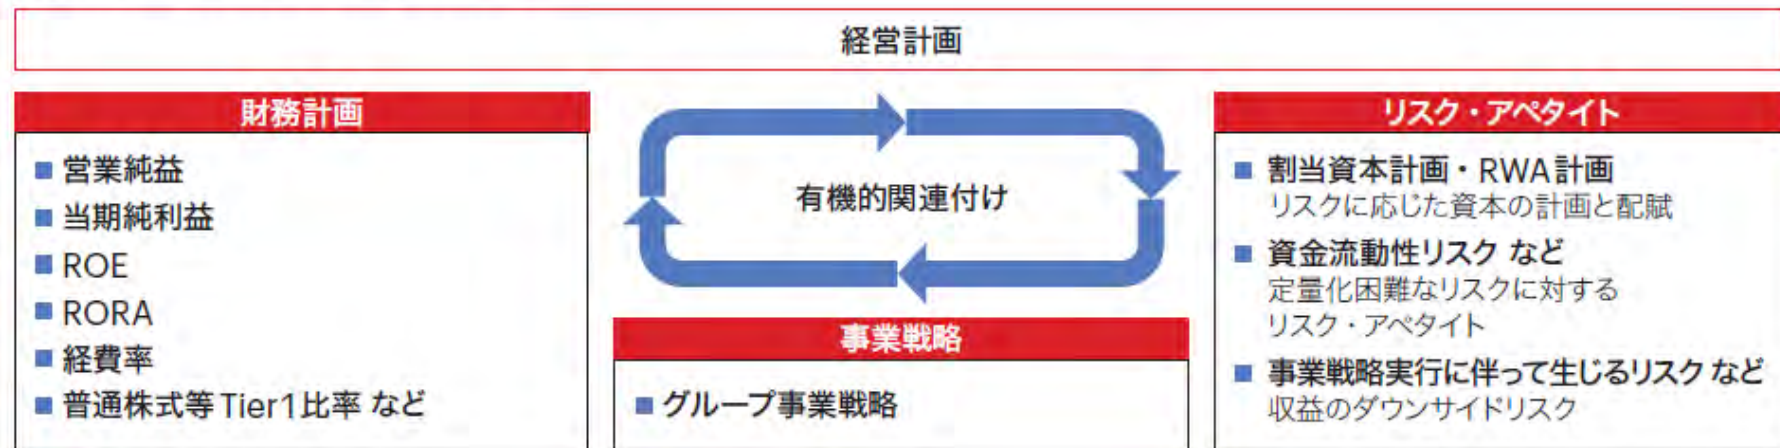 経営計画
財務計画
■ 営業純益
■ 当期純利益
■ ROE
■ RORA
■ 経費率
■ 普通株式等Tier1比率 など
有機的関連付け
事業戦略
■ グループ事業戦略
リスク・アペタイト
■ 割当資本計画・RWA計画
リスクに応じた資本の計画と配賦
■ 資金流動性リスク など
定量化困難なリスクに対する
リスク・アペタイト
■ 事業戦略実行に伴って生じるリスク など
収益のダウンサイドリスク